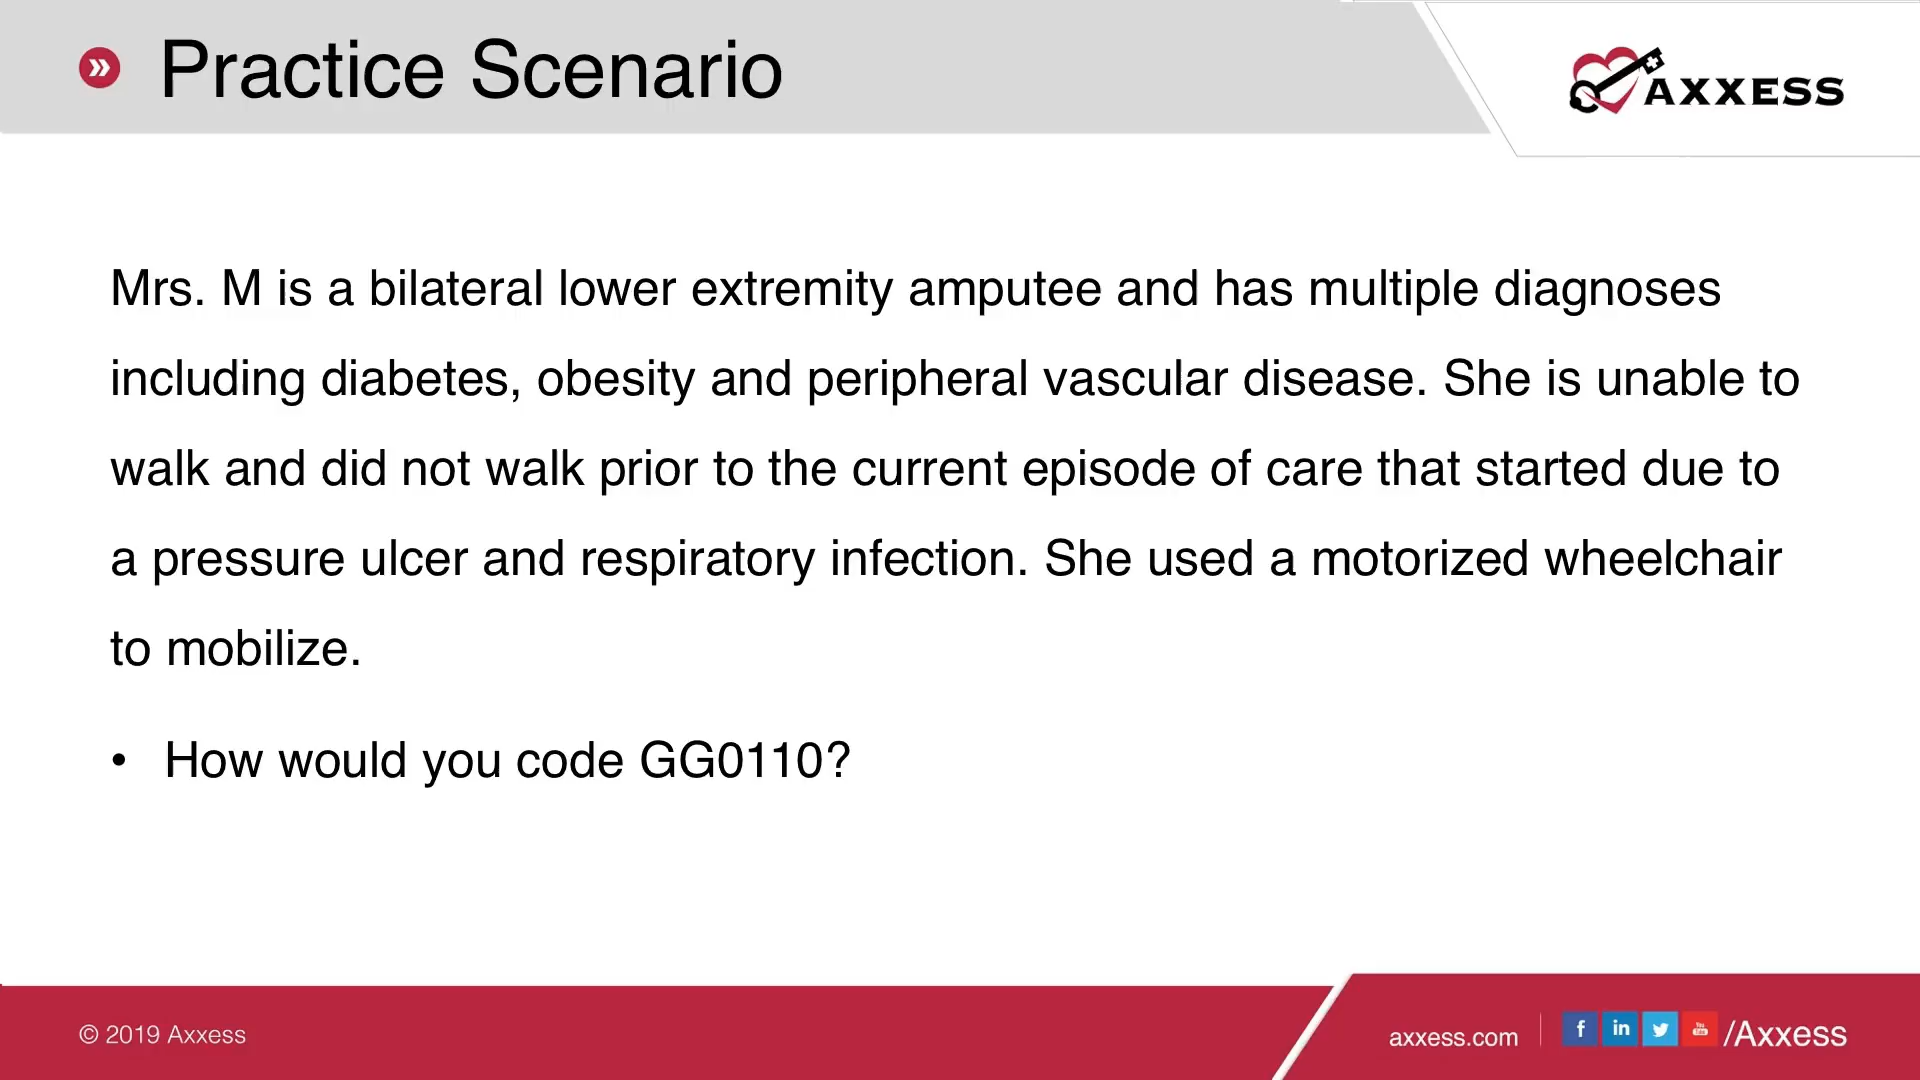 Practice Scenario
AXXESS
Mrs. M is a bilateral lower extremity amputee and has multiple diagnoses
including diabetes, obesity and peripheral vascular disease. She is unable to
walk and did not walk prior to the current episode of care that started due to
a pressure ulcer and respiratory infection. She used a motorized wheelchair
to mobilize.
• How would you code GG0110?
© 2019 Axxess
axxess.com
f in You Tube /Axxess